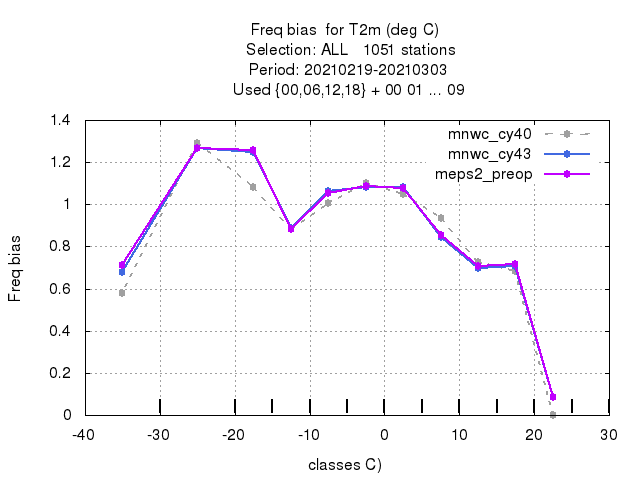 Freq bias  for T2m (deg C)
Selection: ALL   1051 stations
Period: 20210219-20210303
Used {00,06,12,18} + 00 01 ... 09
mnwc_cy40
mnwc_cy43
meps2_preop
1.4
1.2
1
0.8
0.6
0.4
0.2
0
Freq bias
-40 -30 -20 -10 0 10 20 30
classes C)